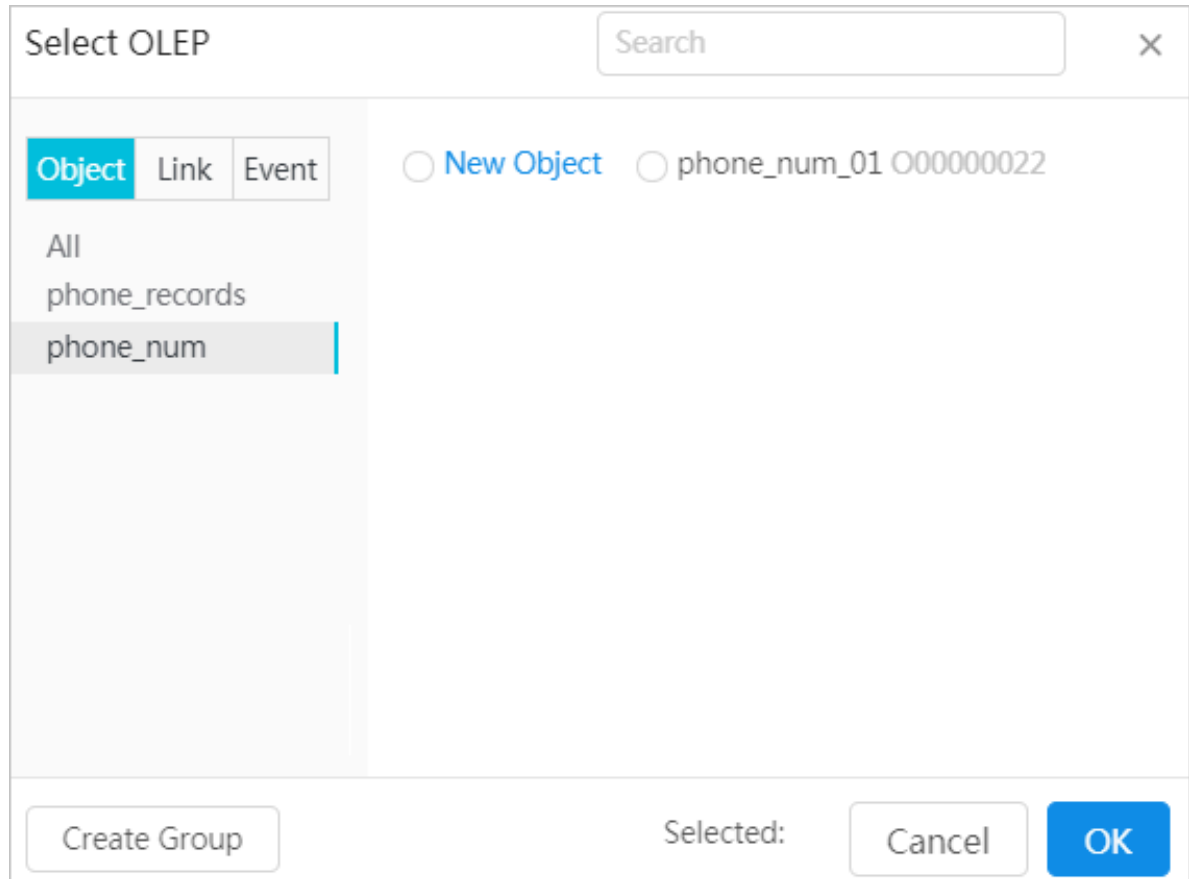 Select OLEP Search ×
Object Link Event
New Object phone_num_01 O00000022
All
phone_records
phone_num
Create Group Selected: Cancel OK